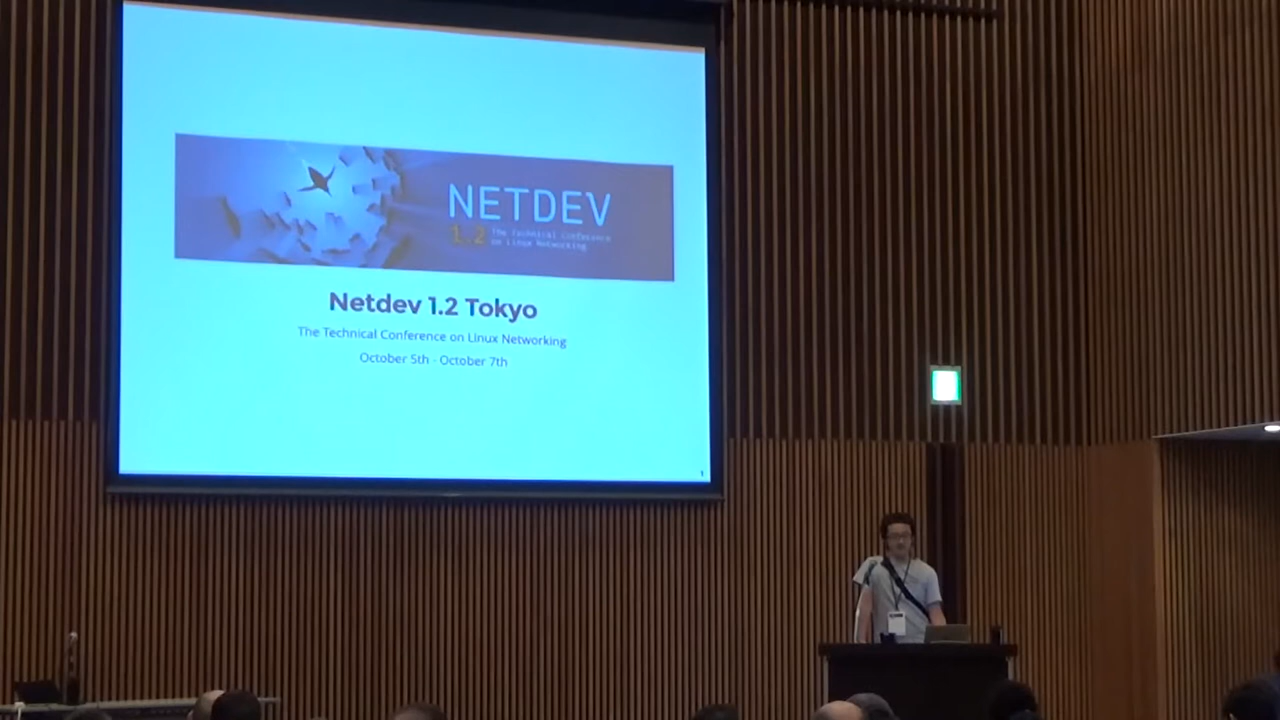 NETDEV
1.2 The Technical Conference
on Linux Networking
Netdev 1.2 Tokyo
The Technical Conference on Linux Networking
October 5th - October 7th
1